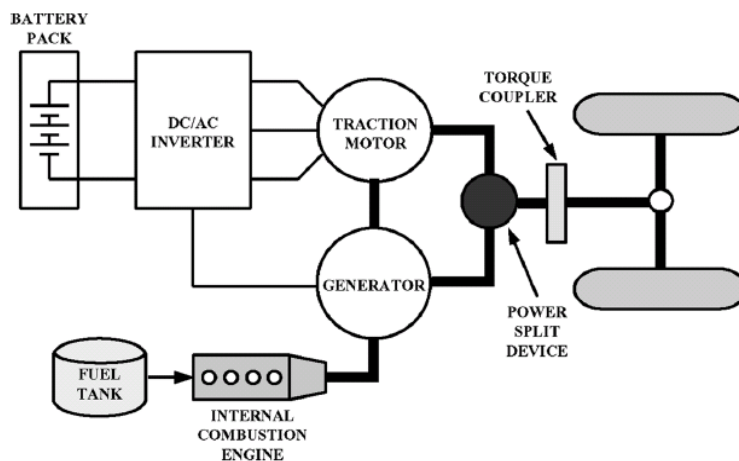 BATTERY
PACK
DC/AC
INVERTER
TRACTION
MOTOR
TORQUE
COUPLER
GENERATOR
POWER
SPLIT
DEVICE
FUEL
TANK
INTERNAL
COMBUSTION
ENGINE